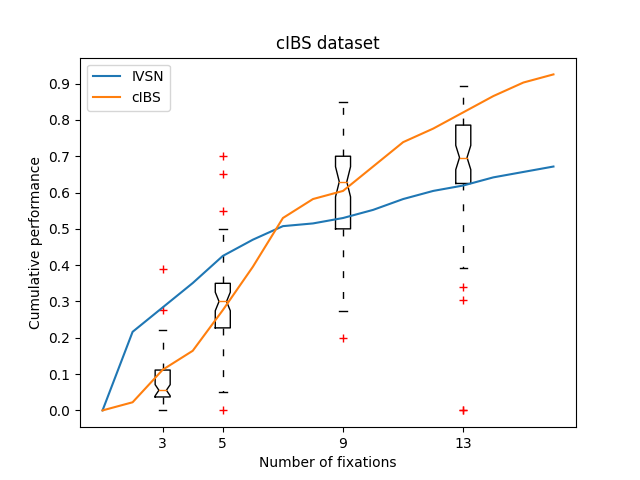 cIBS dataset
IVSN
cIBS
Cumulative performance
0.9
0.8
0.7
0.6
0.5
0.4
0.3
0.2
0.1
0.0
3 5 9 13
Number of fixations